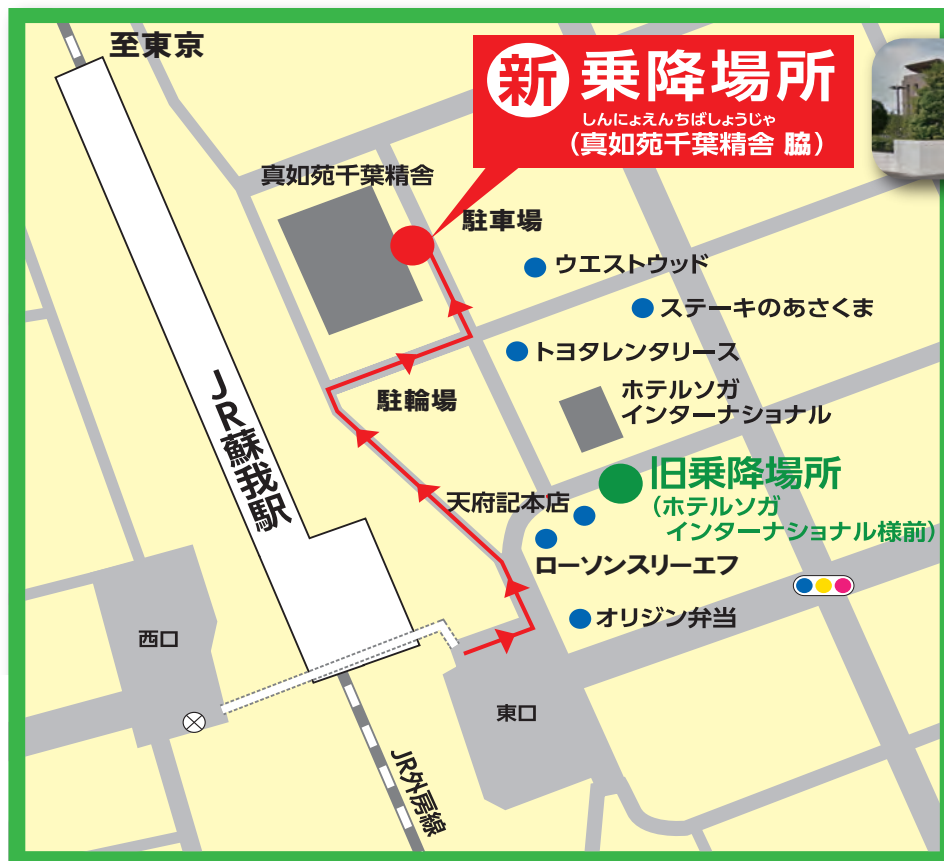 至東京
新 乗降場所
しんにょえんちばしょうじゃ
（真如苑千葉精舎 脇）
真如苑千葉精舎
駐車場
ウエストウッド
ステーキのあさくま
トヨタレンタリース
ホテルソガ
インターナショナル
駐輪場
JR蘇我駅
旧乗降場所
（ホテルソガ
インターナショナル様前）
天府記本店
ローソンスリーエフ
オリジン弁当
西口
東口
JR外房線